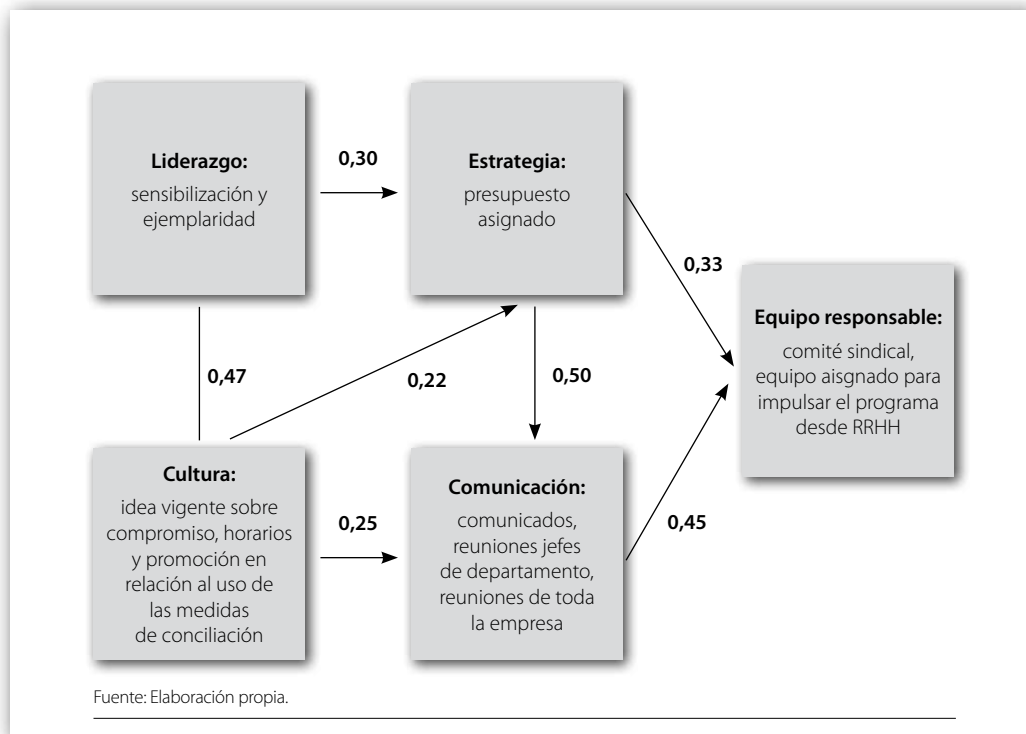 Liderazgo:
sensibilización y
ejemplaridad
0,30
Estrategia:
presupuesto
asignado
0,33
Equipo responsable:
comité sindical,
equipo aisgnado para
impulsar el programa
desde RRHH
0,47
0,22
0,50
Cultura:
idea vigente sobre
compromiso, horarios
y promoción en
relación al uso de
las medidas
de conciliación
0,25
Comunicación:
comunicados,
reuniones jefes
de departamento,
reuniones de toda
la empresa
0,45
Fuente: Elaboración propia.